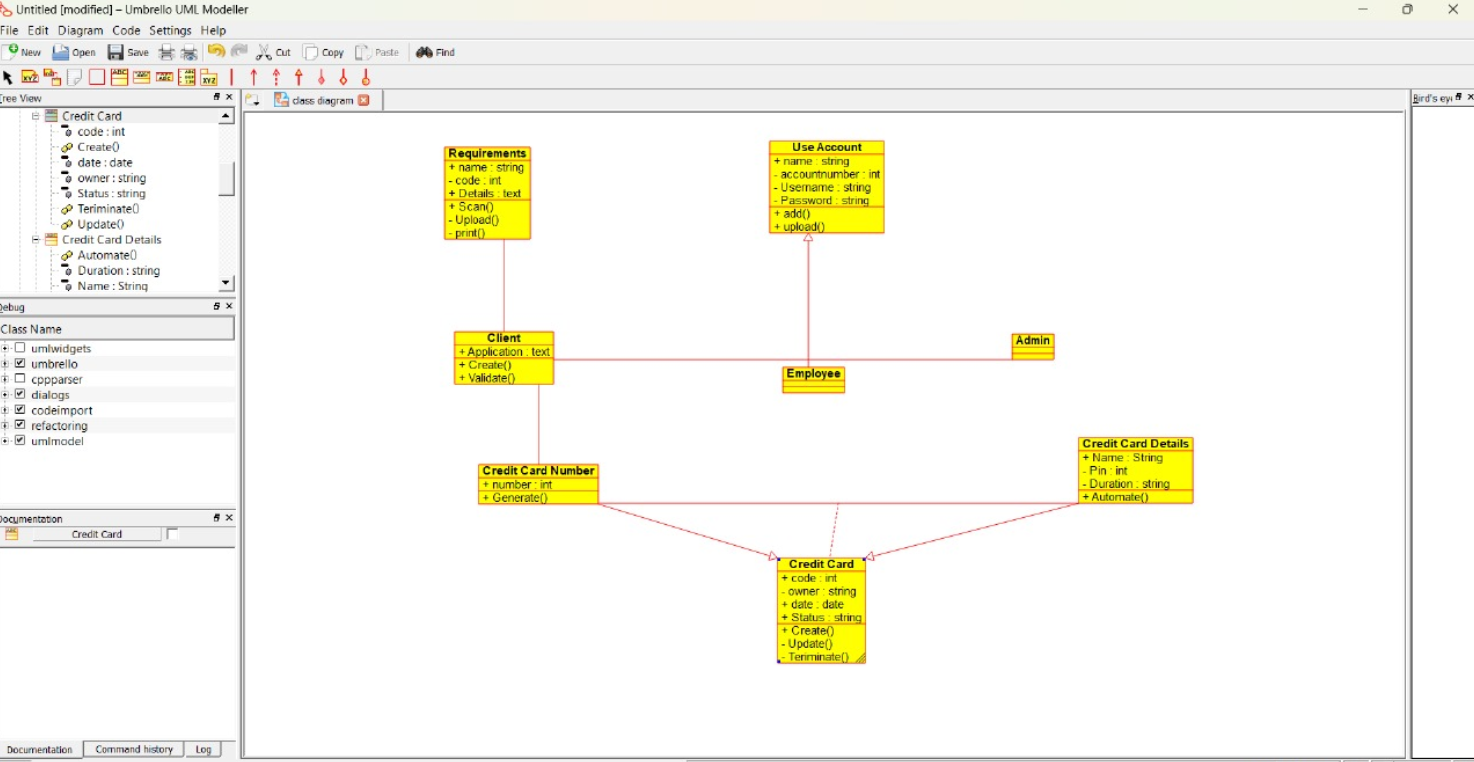 Untitled [modified] – Umbrello UML Modeller
File Edit Diagram Code Settings Help
New Open Save Cut Copy Paste Find
Tree View
class diagram
Bird's eye
Credit Card
code : int
Create()
date : date
owner : string
Status : string
Teriminate()
Update()
Credit Card Details
Automate()
Duration : string
Name : String
Debug
Class Name
umlwidgets
umbrello
cppparser
dialogs
codeimport
refactoring
umlmodel
Documentation
Credit Card
Documentation Command history Log
Requirements
+ name : string
- code : int
+ Details : text
+ Scan()
- Upload()
- print()
Use Account
+ name : string
- accountnumber : int
- Username : string
- Password : string
+ add()
+ upload()
Client
+ Application : text
+ Create()
+ Validate()
Admin
Employee
Credit Card Number
+ number : int
+ Generate()
Credit Card Details
+ Name : String
- Pin : int
- Duration : string
+ Automate()
Credit Card
+ code : int
- owner : string
+ date : date
+ Status : string
+ Create()
- Update()
- Teriminate()